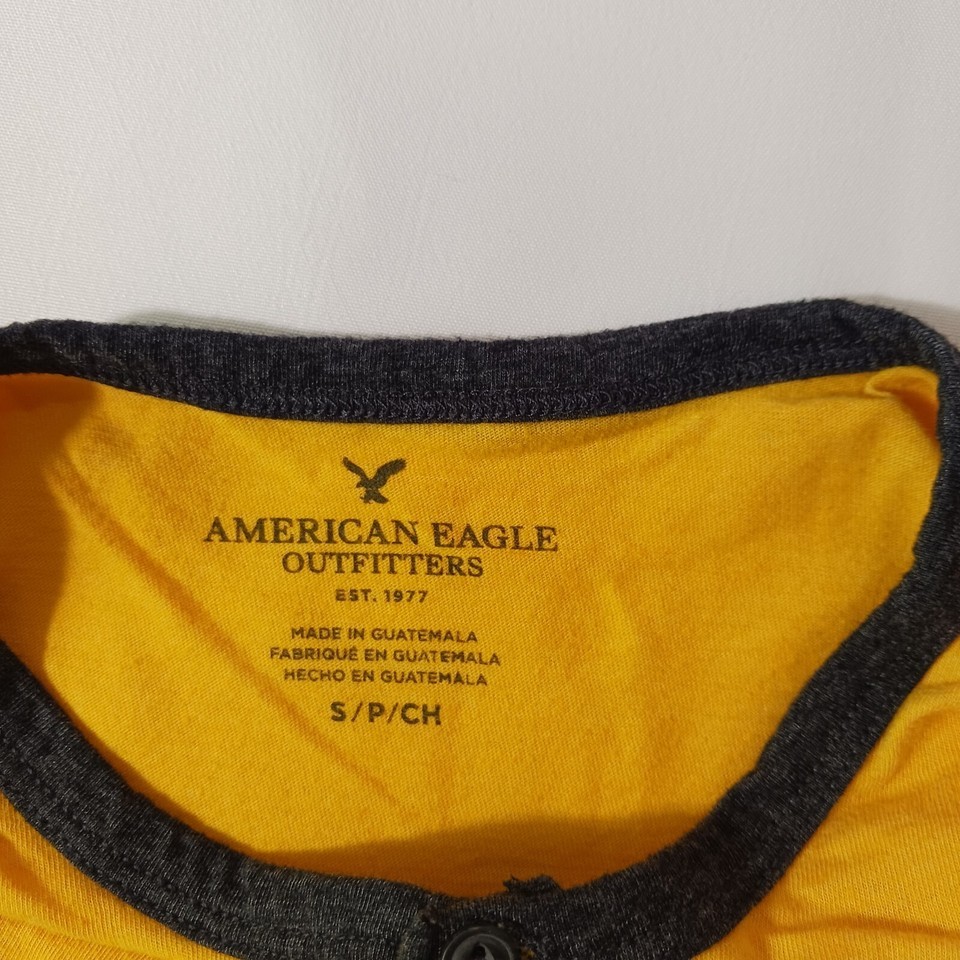 AMERICAN EAGLE
OUTFITTERS
EST. 1977
MADE IN GUATEMALA
FABRIQUÉ EN GUATEMALA
HECHO EN GUATEMALA
S/P/CH